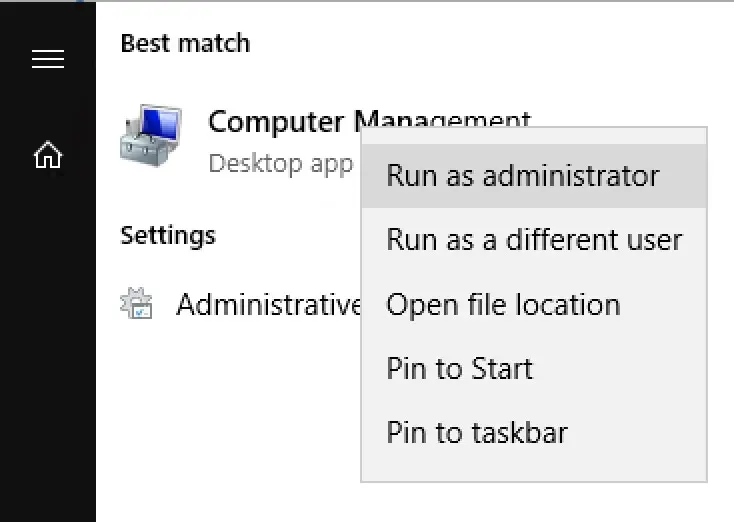 Best match
Computer Management
Desktop app
Run as administrator
Settings
Run as a different user
Administrative
Open file location
Pin to Start
Pin to taskbar